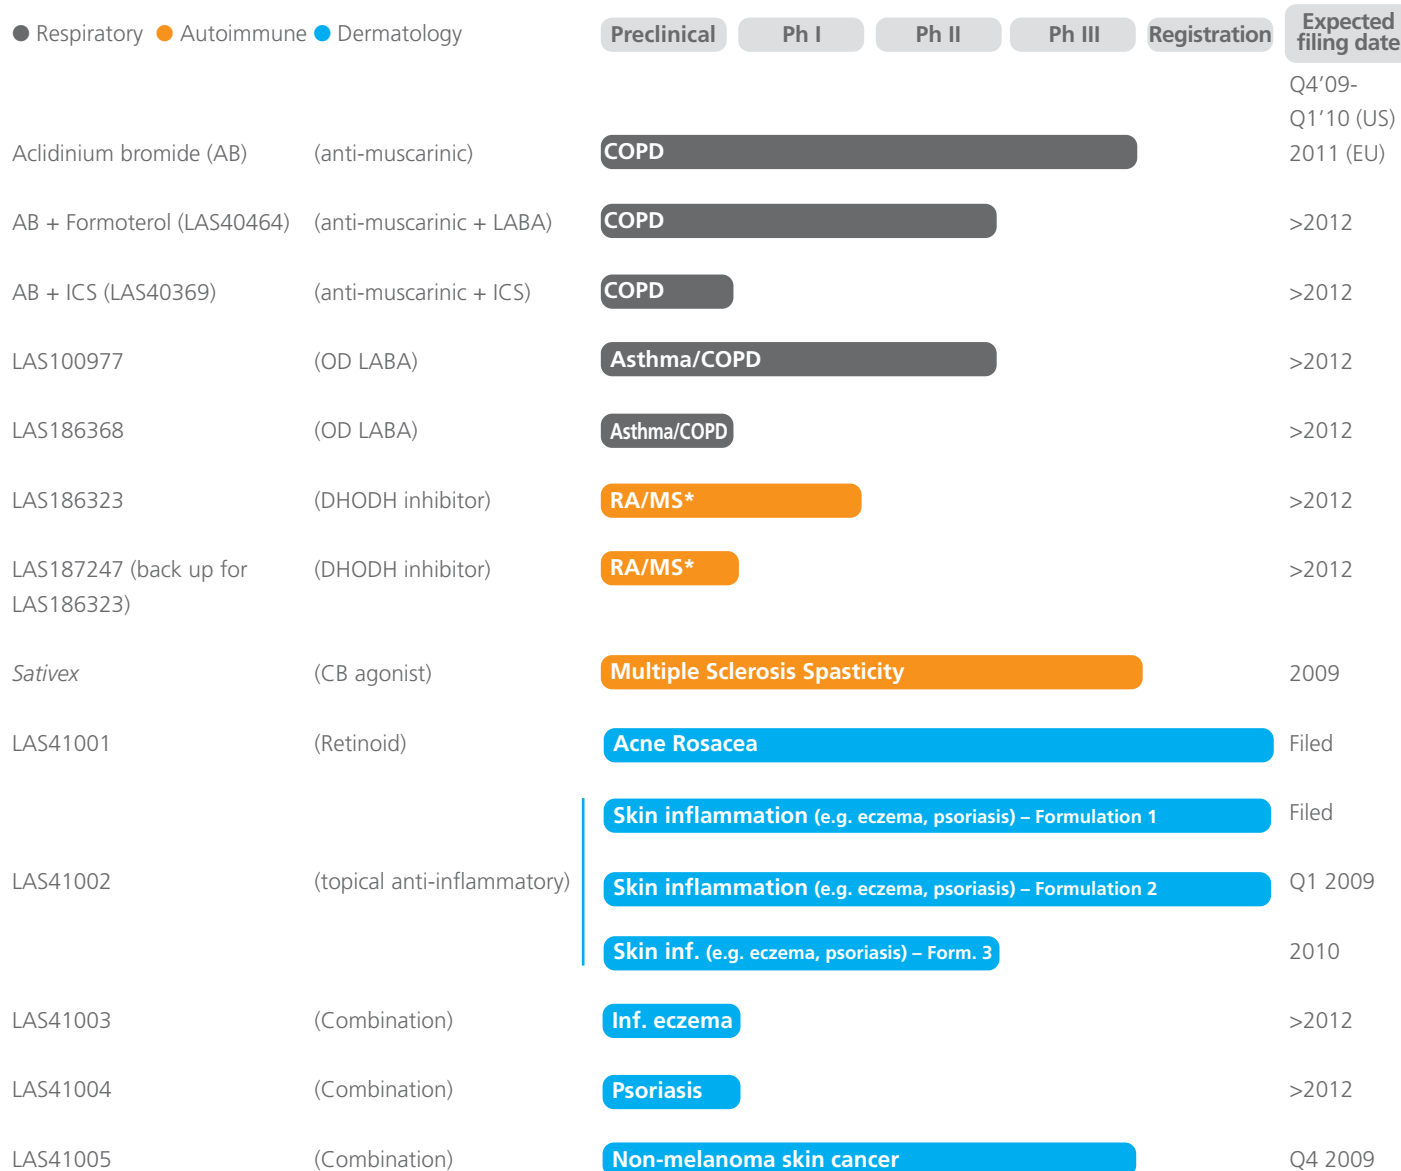 Respiratory Autoimmune Dermatology Preclinical Ph I Ph II Ph III Registration Expected filing date
Q4’09-
Q1’10 (US)
Aclidinium bromide (AB) (anti-muscarinic) COPD 2011 (EU)
AB + Formoterol (LAS40464) (anti-muscarinic + LABA) COPD >2012
AB + ICS (LAS40369) (anti-muscarinic + ICS) COPD >2012
LAS100977 (OD LABA) Asthma/COPD >2012
LAS186368 (OD LABA) Asthma/COPD >2012
LAS186323 (DHODH inhibitor) RA/MS* >2012
LAS187247 (back up for (DHODH inhibitor) RA/MS* >2012
LAS186323)
Sativex (CB agonist) Multiple Sclerosis Spasticity 2009
LAS41001 (Retinoid) Acne Rosacea Filed
Skin inflammation (e.g. eczema, psoriasis) – Formulation 1 Filed
LAS41002 (topical anti-inflammatory) Skin inflammation (e.g. eczema, psoriasis) – Formulation 2 Q1 2009
Skin inf. (e.g. eczema, psoriasis) – Form. 3 2010
LAS41003 (Combination) Inf. eczema >2012
LAS41004 (Combination) Psoriasis >2012
LAS41005 (Combination) Non-melanoma skin cancer Q4 2009